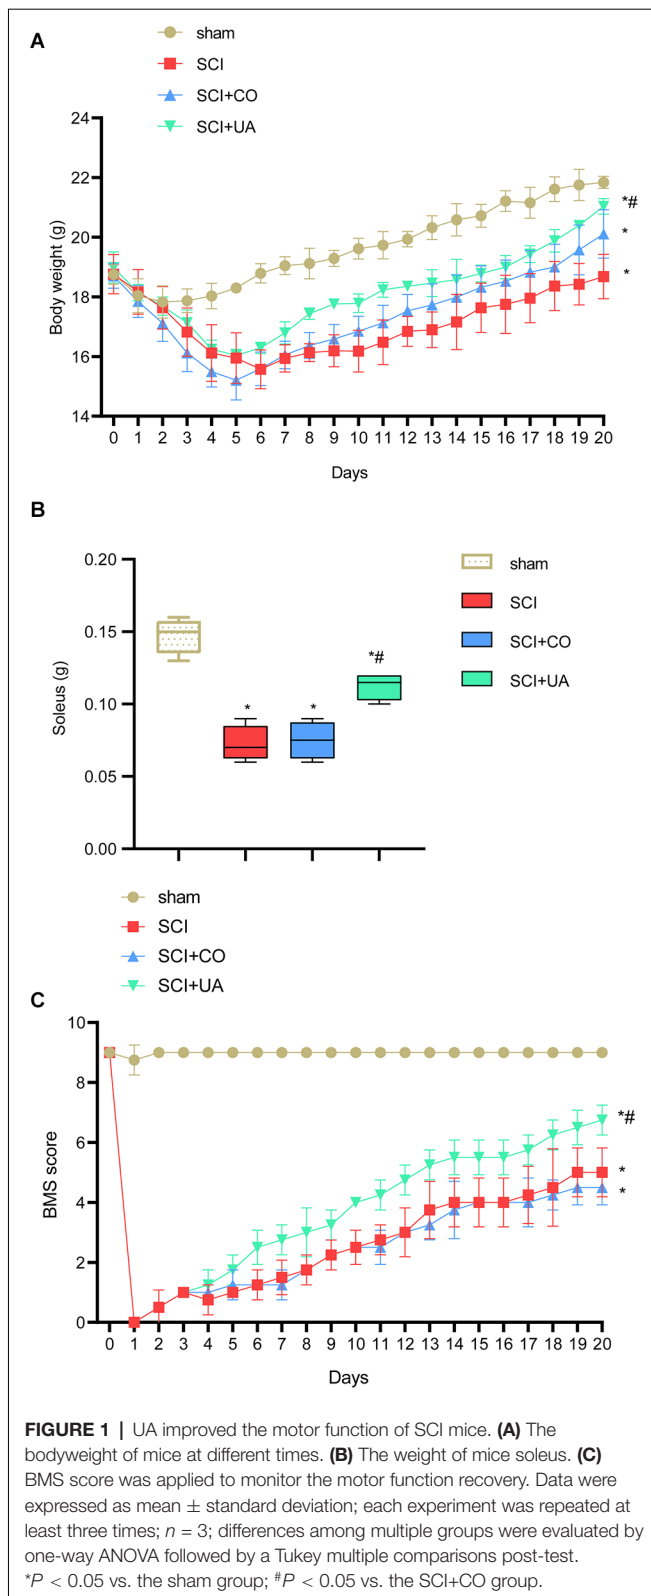 A
sham
SCI
SCI+CO
SCI+UA
24
22
20
18
16
14
Body weight (g)
*#
*
*
0 1 2 3 4 5 6 7 8 9 10 11 12 13 14 15 16 17 18 19 20
Days
B
0.20
0.15
0.10
0.05
0.00
Soleus (g)
*
*
*#
sham
SCI
SCI+CO
SCI+UA
sham
SCI
SCI+CO
SCI+UA
C
10
8
6
4
2
0
BMS score
*#
*
*
0 1 2 3 4 5 6 7 8 9 10 11 12 13 14 15 16 17 18 19 20
Days
FIGURE 1 | UA improved the motor function of SCI mice. (A) The
bodyweight of mice at different times. (B) The weight of mice soleus. (C)
BMS score was applied to monitor the motor function recovery. Data were
expressed as mean ± standard deviation; each experiment was repeated at
least three times; n = 3; differences among multiple groups were evaluated by
one-way ANOVA followed by a Tukey multiple comparisons post-test.
*P < 0.05 vs. the sham group; #P < 0.05 vs. the SCI+CO group.